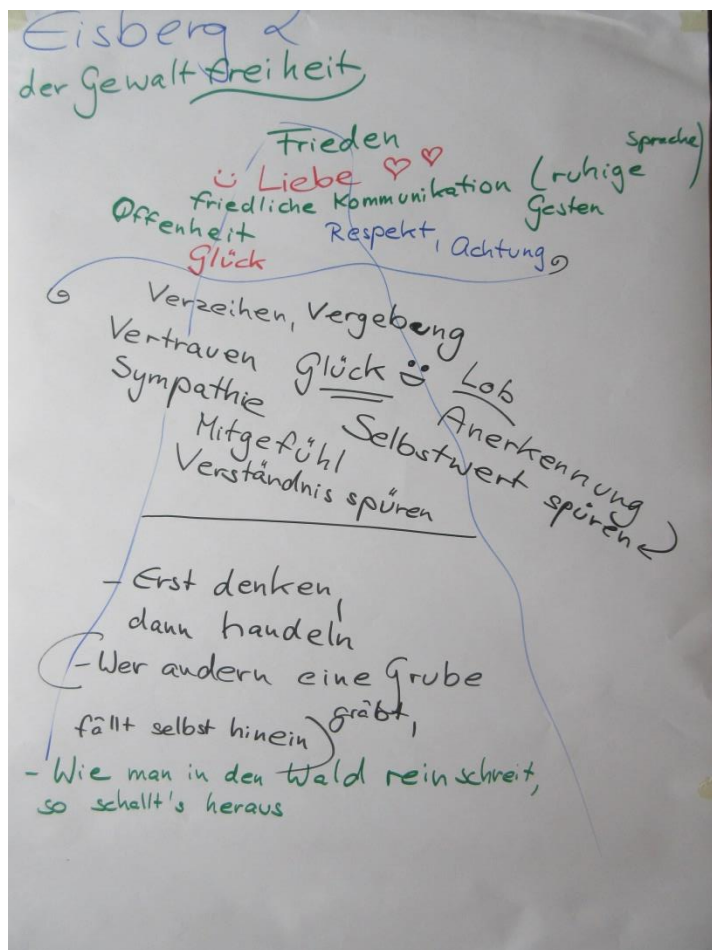 Eisberg 2
der Gewaltfreiheit
Frieden
Liebe
friedliche Kommunikation (ruhige Sprache)
Gesten
Offenheit
Respekt, Achtung
Glück
Verzeihen, Vergebung
Vertrauen
Glück
Lob
Sympathie
Anerkennung
Mitgefühl
Selbstwert spüren
Verständnis spüren
- Erst denken,
dann handeln
(- Wer andern eine Grube
gräbt,
fällt selbst hinein)
- Wie man in den Wald reinschreit,
so schallt's heraus